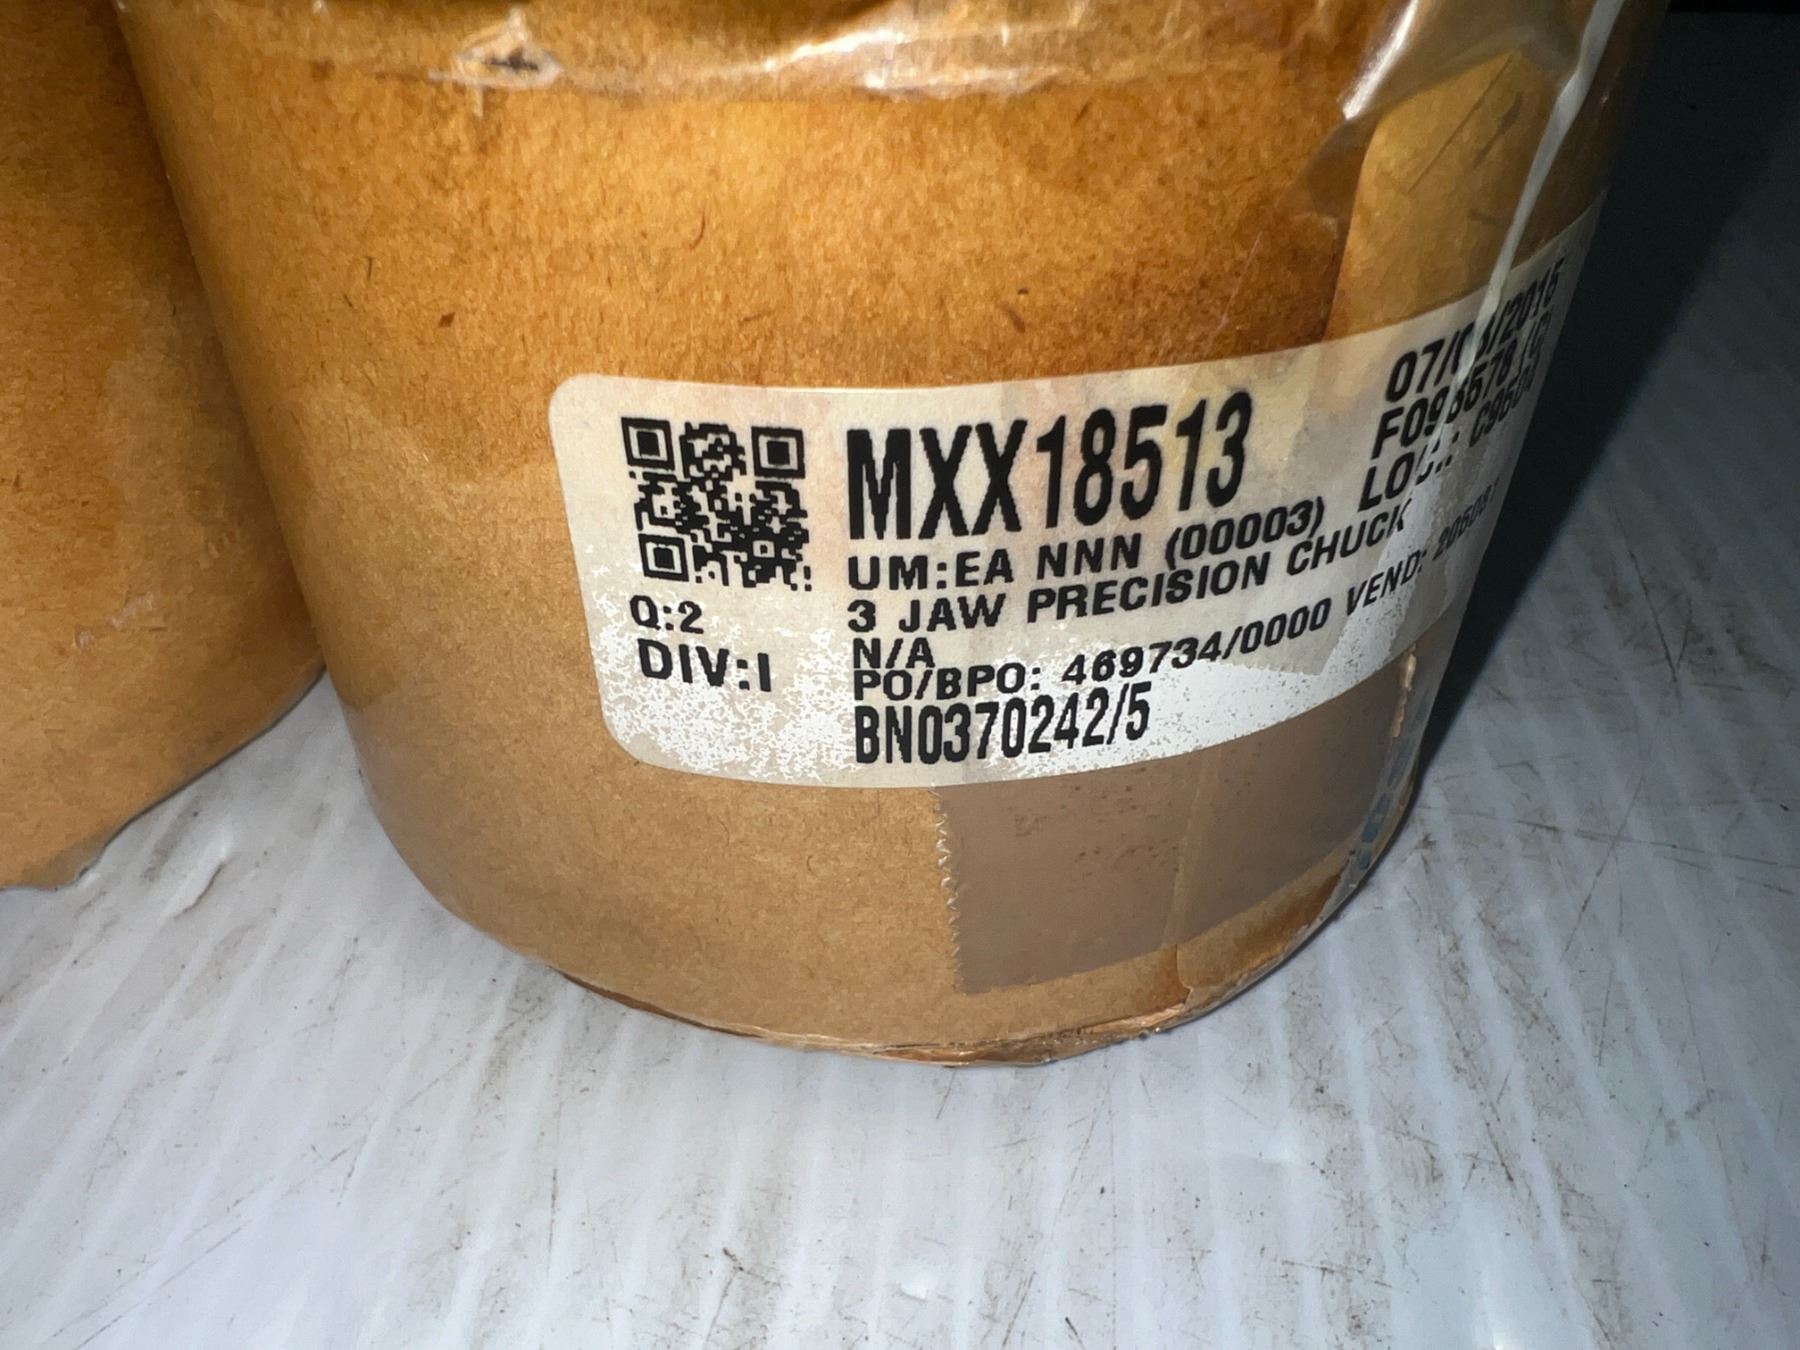 MXX18513
UM:EA NNN (00003)
3 JAW PRECISION CHUCK
N/A
PO/BPO: 469734/0000 VEND:
BN0370242/5
Q:2
DIV:I